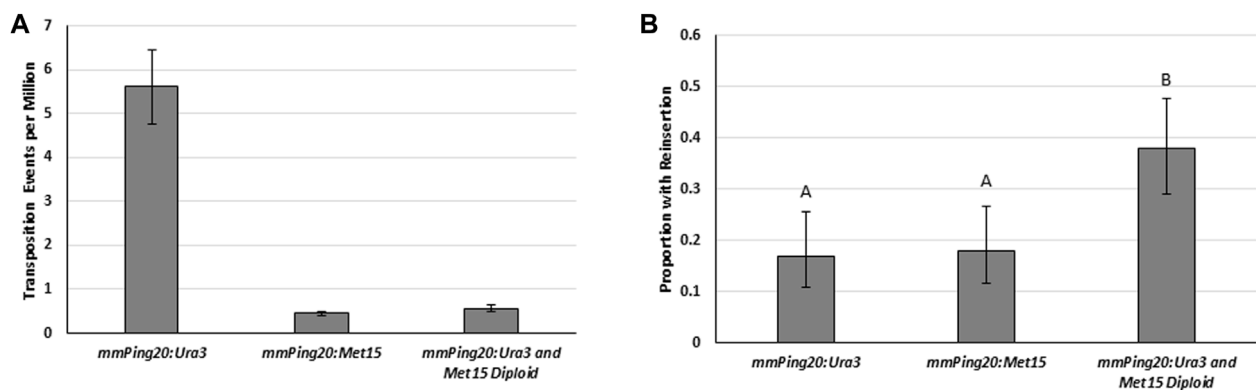 A
Transposition Events per Million
7
6
5
4
3
2
1
0
mmPing20:Ura3
mmPing20:Met15
mmPing20:Ura3 and
Met15 Diploid
B
Proportion with Reinsertion
0.6
0.5
0.4
0.3
0.2
0.1
0
A
A
B
mmPing20:Ura3
mmPing20:Met15
mmPing20:Ura3 and
Met15 Diploid